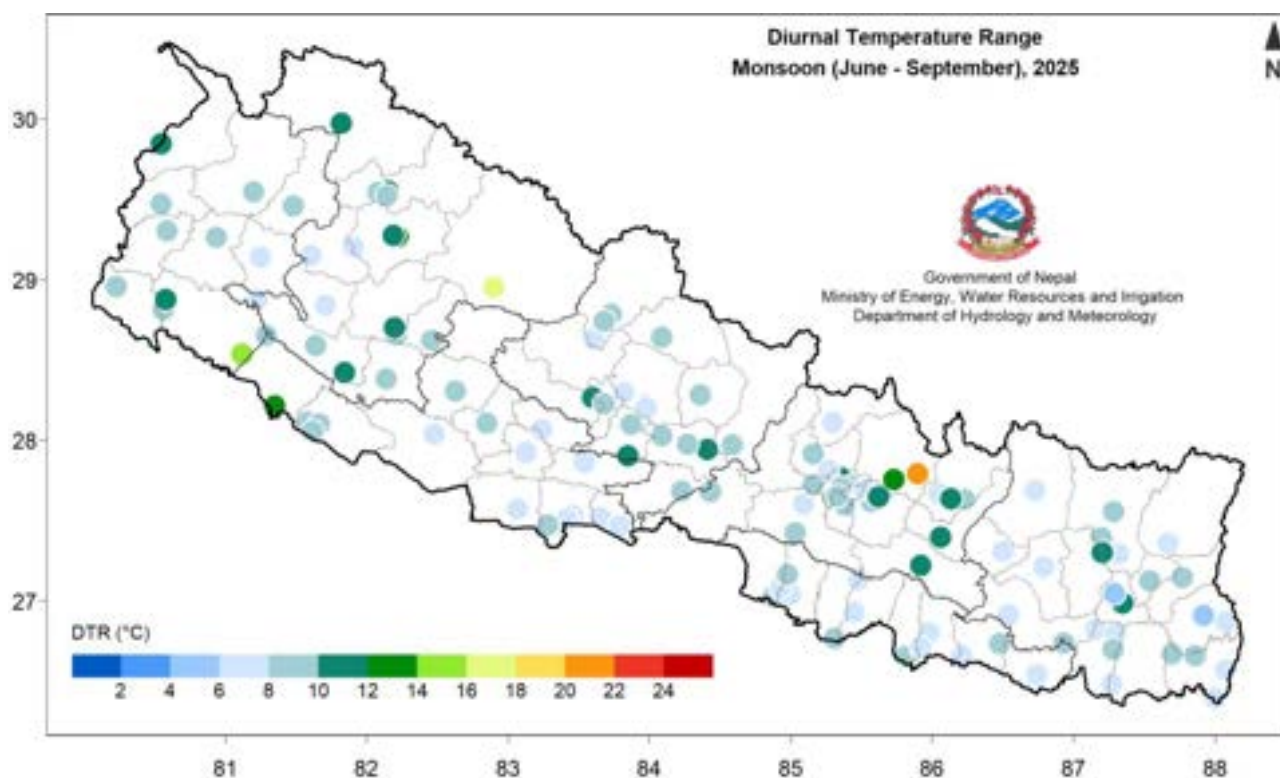 Diurnal Temperature Range
Monsoon (June - September), 2025
N
30
29
28
27
Government of Nepal
Ministry of Energy, Water Resources and Irrigation
Department of Hydrology and Meteorology
DTR (°C)
2 4 6 8 10 12 14 16 18 20 22 24
81 82 83 84 85 86 87 88